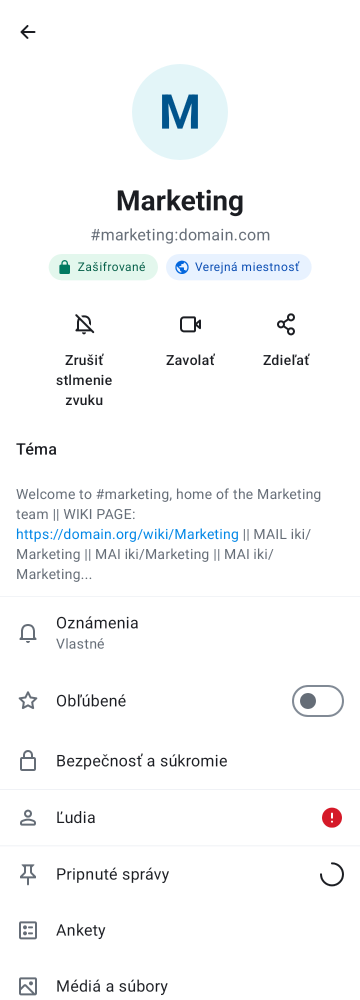 M
Marketing
#marketing:domain.com
Zašifrované
Verejná miestnosť
Zrušiť
stlmenie
zvuku
Zavolať
Zdieľať
Téma
Welcome to #marketing, home of the Marketing
team || WIKI PAGE:
https://domain.org/wiki/Marketing || MAIL iki/
Marketing || MAI iki/Marketing || MAI iki/
Marketing...
Oznámenia
Vlastné
Obľúbené
Bezpečnosť a súkromie
Ľudia
Pripnuté správy
Ankety
Médiá a súbory